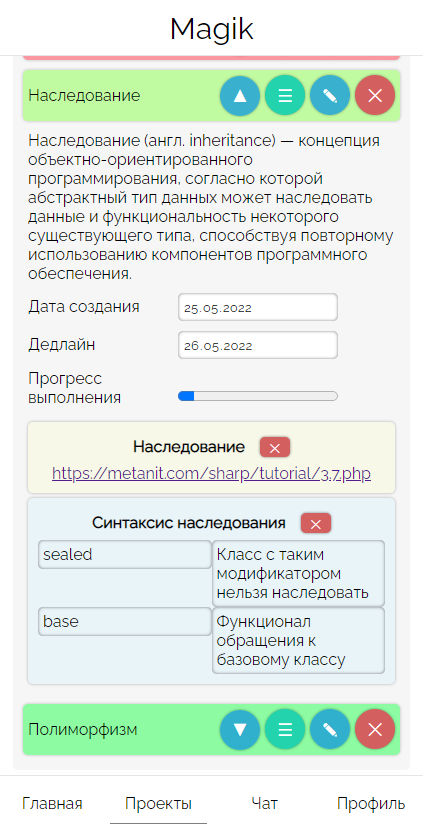 Magik
Наследование
Наследование (англ. inheritance) — концепция
объектно-ориентированного
программирования, согласно которой
абстрактный тип данных может наследовать
данные и функциональность некоторого
существующего типа, способствуя повторному
использованию компонентов программного
обеспечения.
Дата создания
25.05.2022
Дедлайн
26.05.2022
Прогресс
выполнения
Наследование
https://metanit.com/sharp/tutorial/3.7.php
Синтаксис наследования
sealed
Класс с таким
модификатором
нельзя наследовать
base
Функционал
обращения к
базовому классу
Полиморфизм
Главная Проекты Чат Профиль